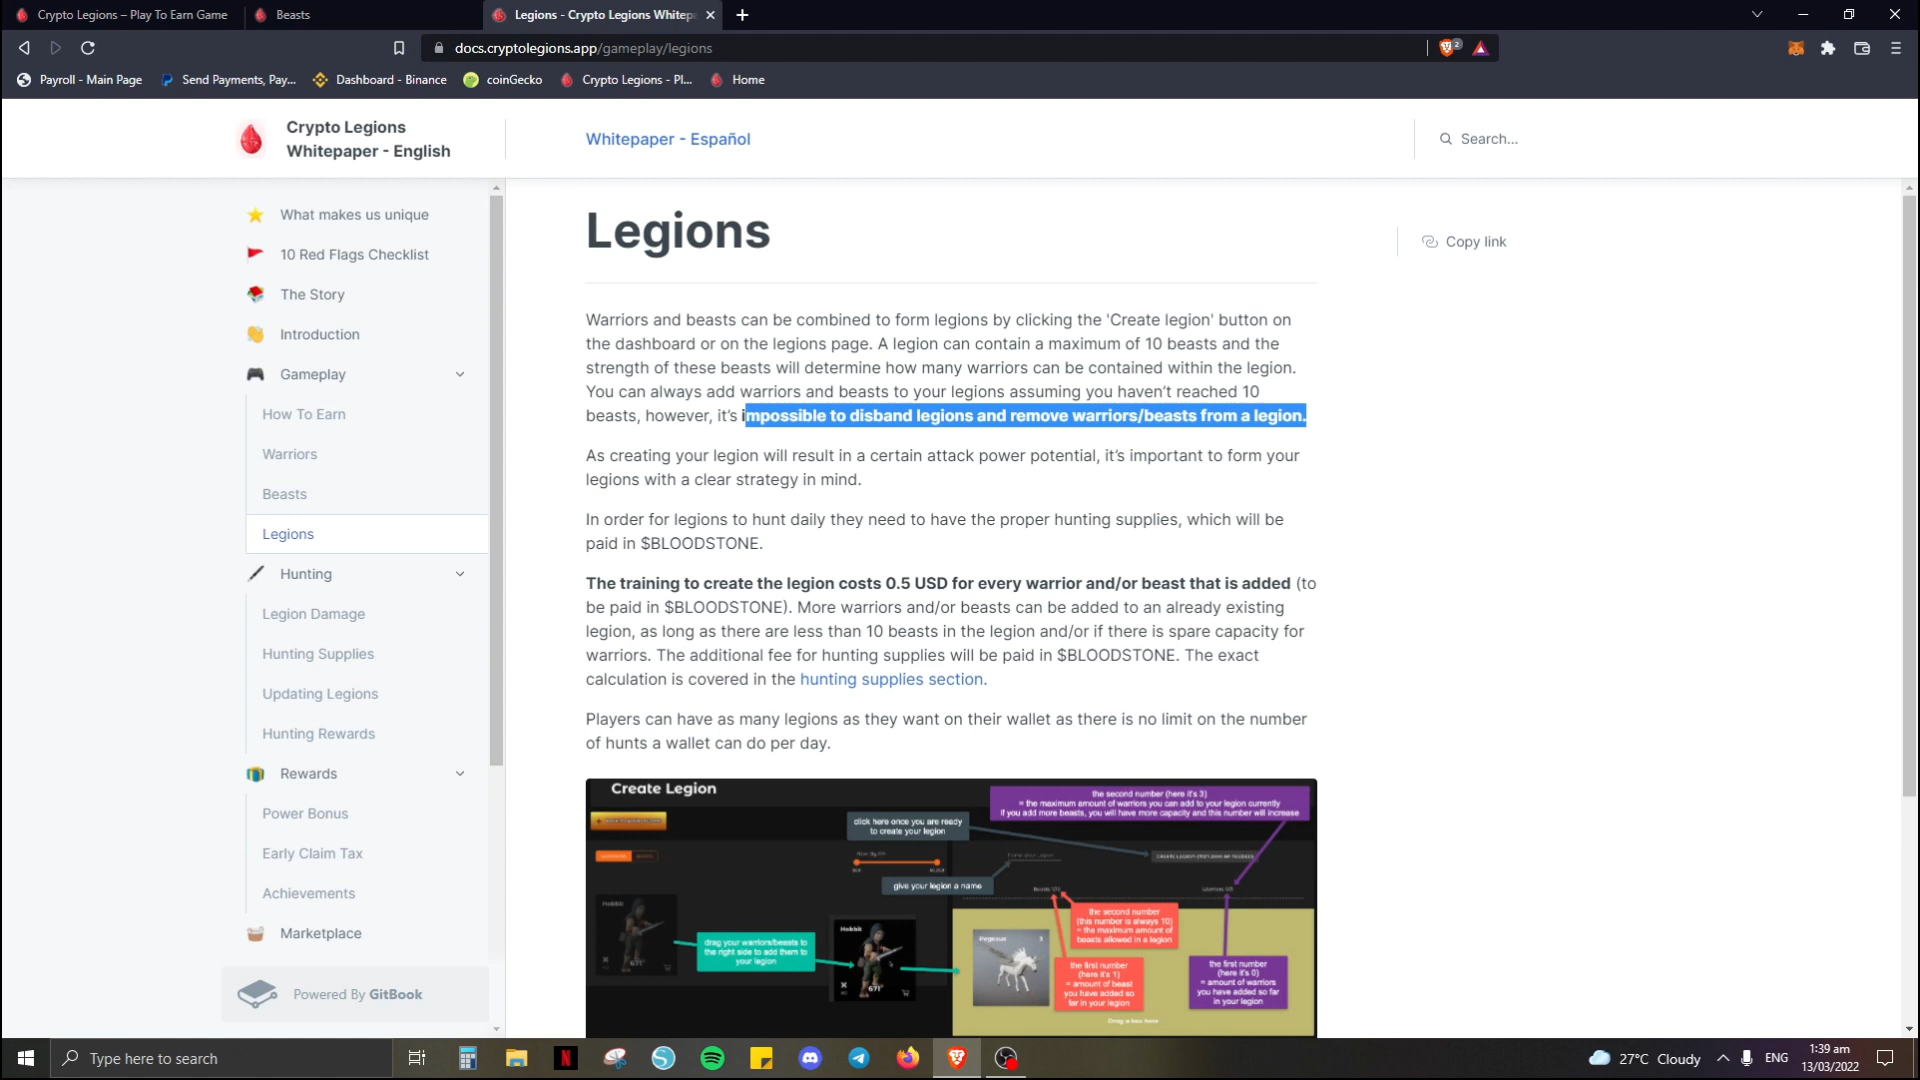 Crypto Legions – Play To Earn Game
Beasts
Legions - Crypto Legions Whitep
docs.cryptolegions.app/gameplay/legions
2
Payroll - Main Page
Send Payments, Pay...
Dashboard - Binance
coinGecko
Crypto Legions - Pl...
Home
Crypto Legions
Whitepaper - English
Whitepaper - Español
Search...
What makes us unique
10 Red Flags Checklist
The Story
Introduction
Gameplay
How To Earn
Warriors
Beasts
Legions
Hunting
Legion Damage
Hunting Supplies
Updating Legions
Hunting Rewards
Rewards
Power Bonus
Early Claim Tax
Achievements
Marketplace
Powered By GitBook
Legions
Copy link
Warriors and beasts can be combined to form legions by clicking the 'Create legion' button on
the dashboard or on the legions page. A legion can contain a maximum of 10 beasts and the
strength of these beasts will determine how many warriors can be contained within the legion.
You can always add warriors and beasts to your legions assuming you haven't reached 10
beasts, however, it's impossible to disband legions and remove warriors/beasts from a legion.
As creating your legion will result in a certain attack power potential, it's important to form your
legions with a clear strategy in mind.
In order for legions to hunt daily they need to have the proper hunting supplies, which will be
paid in $BLOODSTONE.
The training to create the legion costs 0.5 USD for every warrior and/or beast that is added (to
be paid in $BLOODSTONE). More warriors and/or beasts can be added to an already existing
legion, as long as there are less than 10 beasts in the legion and/or if there is spare capacity for
warriors. The additional fee for hunting supplies will be paid in $BLOODSTONE. The exact
calculation is covered in the hunting supplies section.
Players can have as many legions as they want on their wallet as there is no limit on the number
of hunts a wallet can do per day.
Create Legion
the second number (here it's 3)
= the maximum amount of warriors you can add to your legion currently
if you add more beasts, you will have more capacity and this number will increase
click here once you are ready
to create your legion
give your legion a name
Hobbit
671
drag your warriors/beasts to
the right side to add them to
your legion
Hobbit
671
Pegasus
3
the second number
(this number is always 10)
= the maximum amount of
beasts allowed in a legion
the first number
(here it's 1)
= amount of beast
you have added so
far in your legion
the first number
(here it's 0)
= amount of warriors
you have added so far
in your legion
Type here to search
27°C Cloudy
ENG
1:39 am
13/03/2022